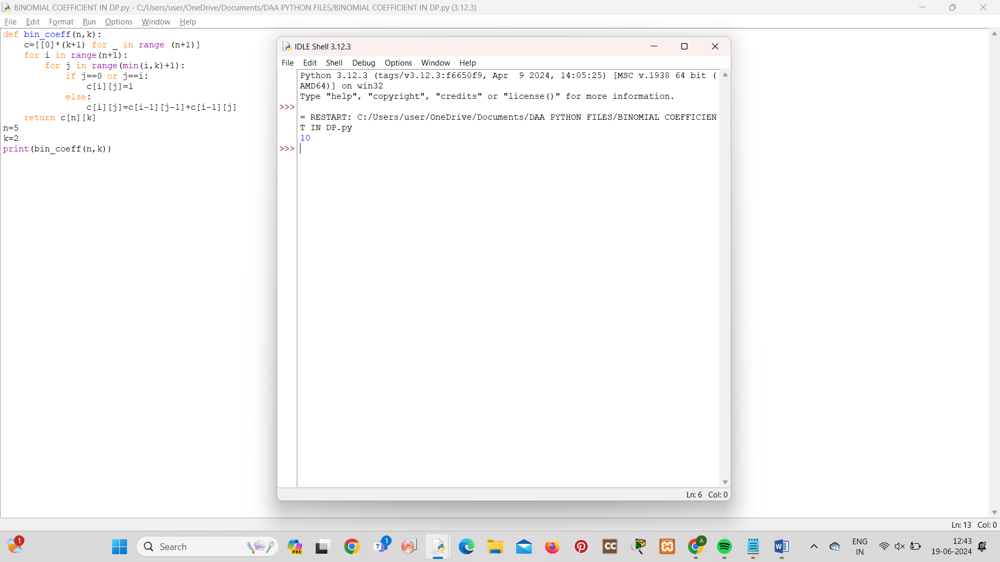 BINOMIAL COEFFICIENT IN DP.py - C:/Users/user/OneDrive/Documents/DAA PYTHON FILES/BINOMIAL COEFFICIENT IN DP.py (3.12.3)
File Edit Format Run Options Window Help
def bin_coeff(n,k):
    c=[[0]*(k+1) for _ in range (n+1)]
    for i in range(n+1):
        for j in range(min(i,k)+1):
            if j==0 or j==i:
                c[i][j]=1
            else:
                c[i][j]=c[i-1][j-1]+c[i-1][j]
    return c[n][k]
n=5
k=2
print(bin_coeff(n,k))
IDLE Shell 3.12.3
File Edit Shell Debug Options Window Help
Python 3.12.3 (tags/v3.12.3:f6650f9, Apr  9 2024, 14:05:25) [MSC v.1938 64 bit (
AMD64)] on win32
Type "help", "copyright", "credits" or "license()" for more information.
>>>
= RESTART: C:/Users/user/OneDrive/Documents/DAA PYTHON FILES/BINOMIAL COEFFICIEN
T IN DP.py
10
>>>
Ln: 6 Col: 0
Ln: 13 Col: 0
1
Search
PRE
T
1
CC
A
W
ENG
IN
12:43
19-06-2024